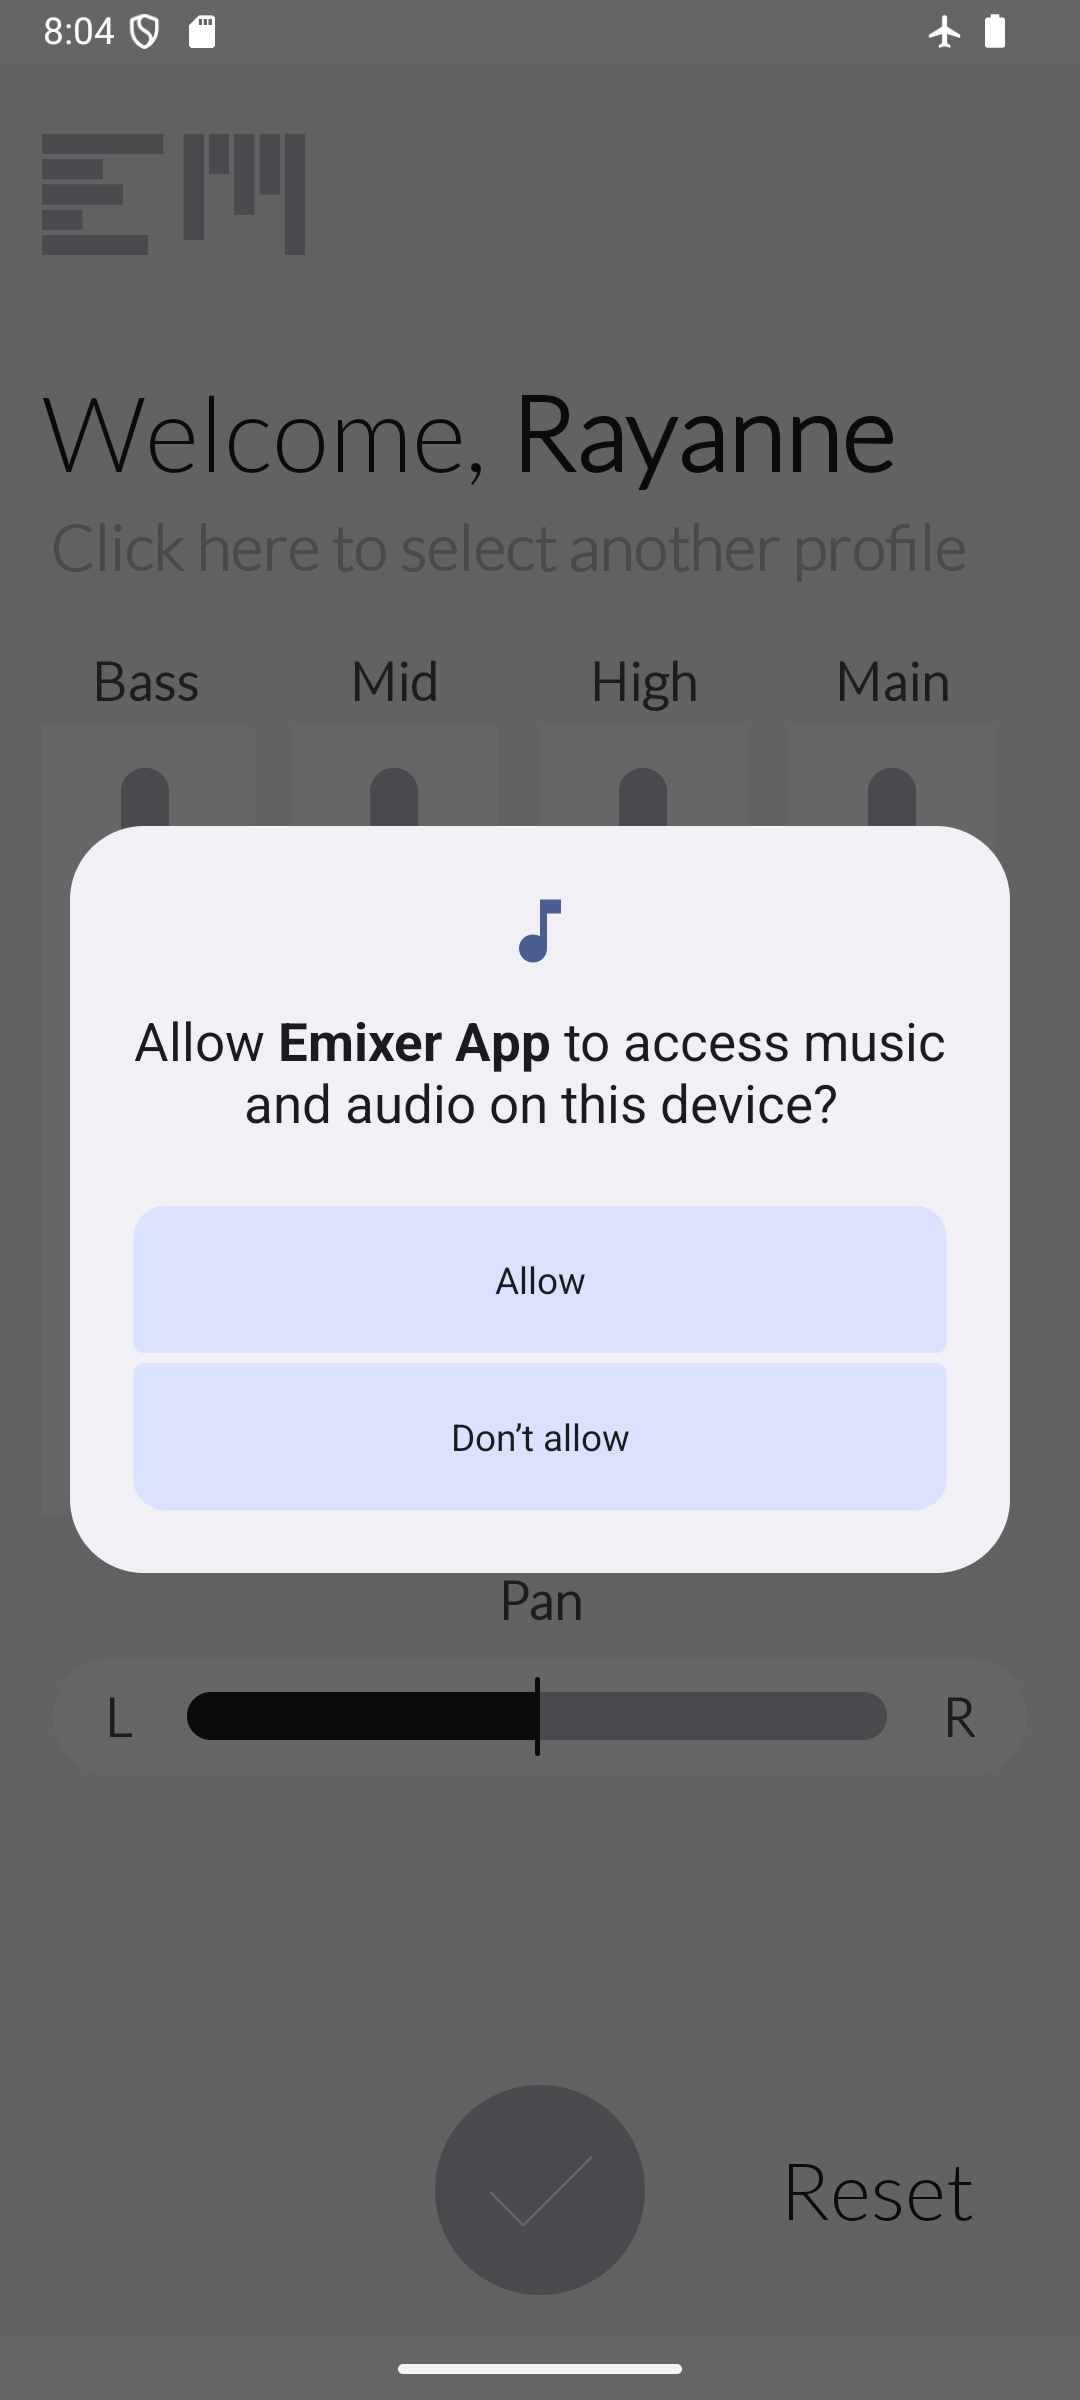 8:04
EM
Welcome, Rayanne
Click here to select another profile
Bass Mid High Main
Allow Emixer App to access music
and audio on this device?
Allow
Don’t allow
Pan
L R
Reset